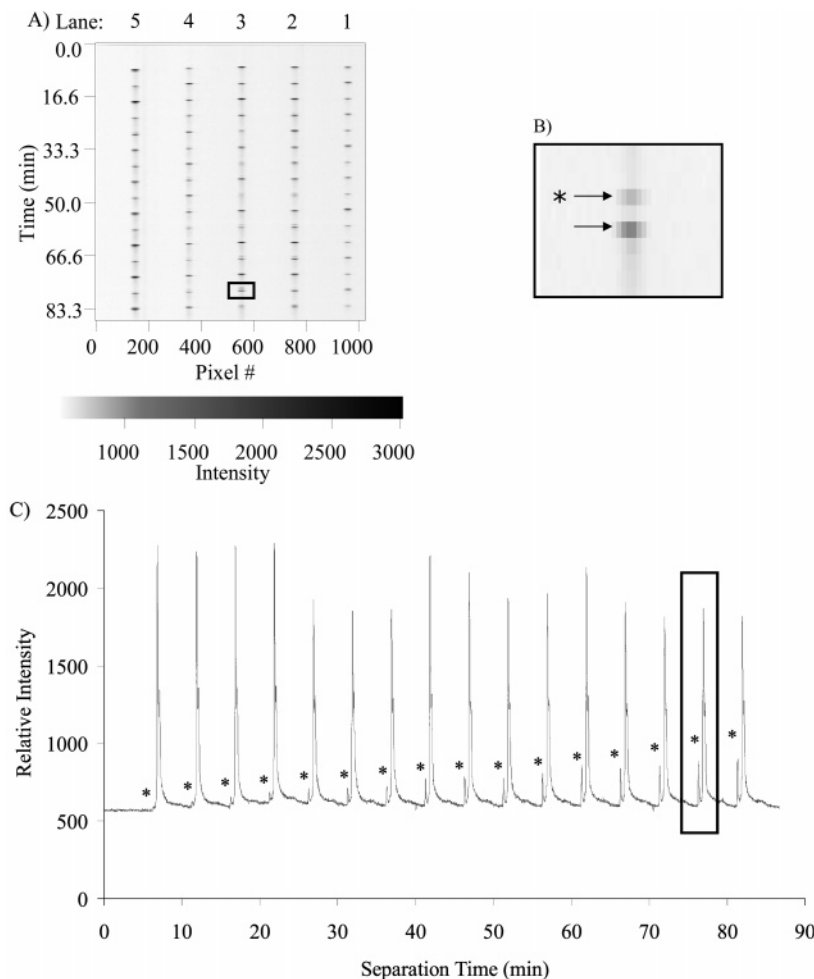 A) Lane: 5 4 3 2 1
0.0
16.6
33.3
50.0
66.6
83.3
Time (min)
0 200 400 600 800 1000
Pixel #
1000 1500 2000 2500 3000
Intensity
B)
*
C)
2500
2000
1500
1000
500
0
Relative Intensity
* * * * * * * * * * * * * * * *
0 10 20 30 40 50 60 70 80 90
Separation Time (min)